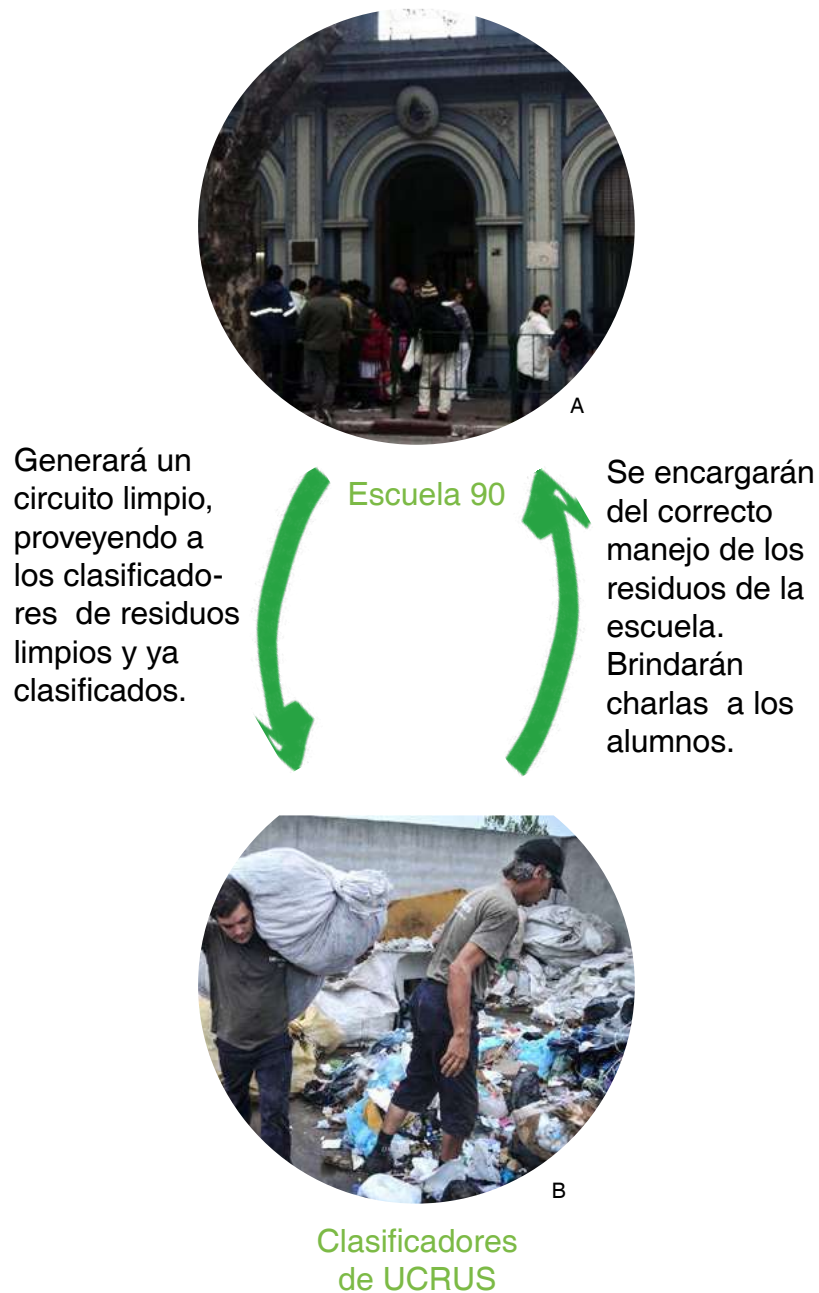 A
Escuela 90
Generará un
circuito limpio,
proveyendo a
los clasificado-
res  de residuos
limpios y ya
clasificados.
Se encargarán
del correcto
manejo de los
residuos de la
escuela.
Brindarán
charlas  a los
alumnos.
B
Clasificadores
de UCRUS